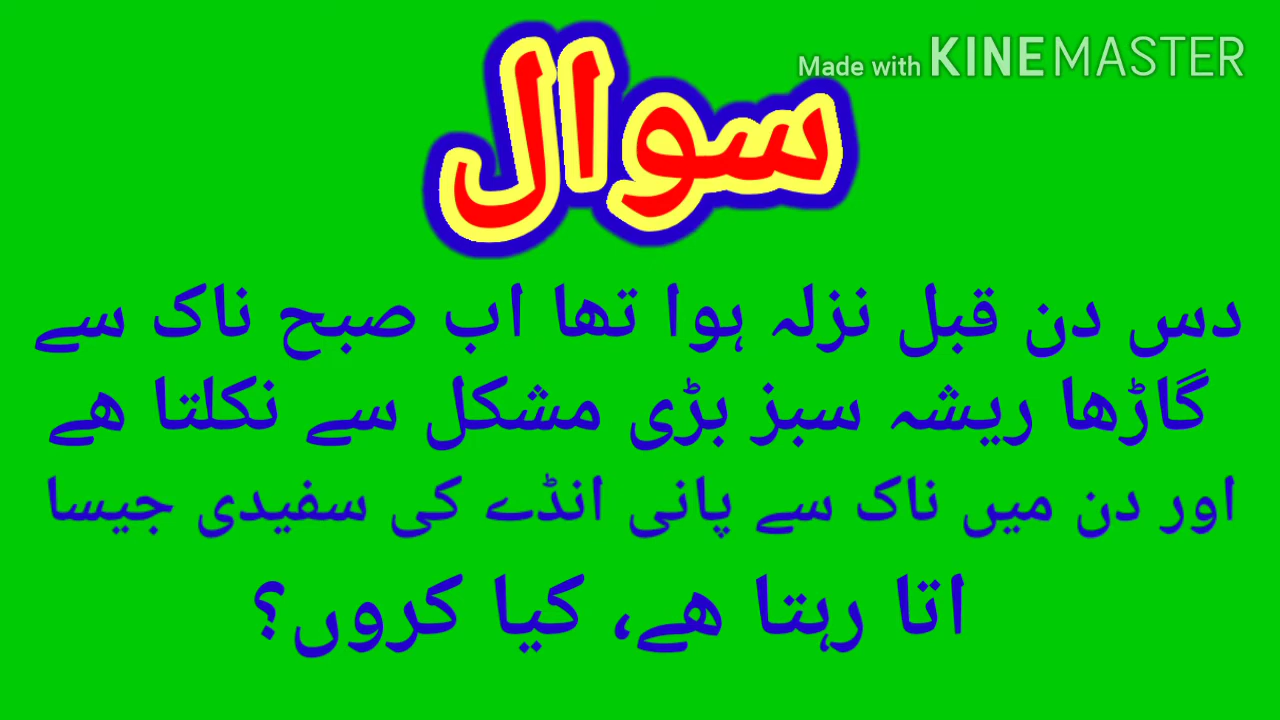 Made with KINEMASTER
سوال
دس دن قبل نزلہ ہوا تھا اب صبح ناک سے
گاڑھا ریشہ سبز بڑی مشکل سے نکلتا ھے
اور دن میں ناک سے پانی انڈے کی سفیدی جیسا
اتا رہتا ھے، کیا کروں؟